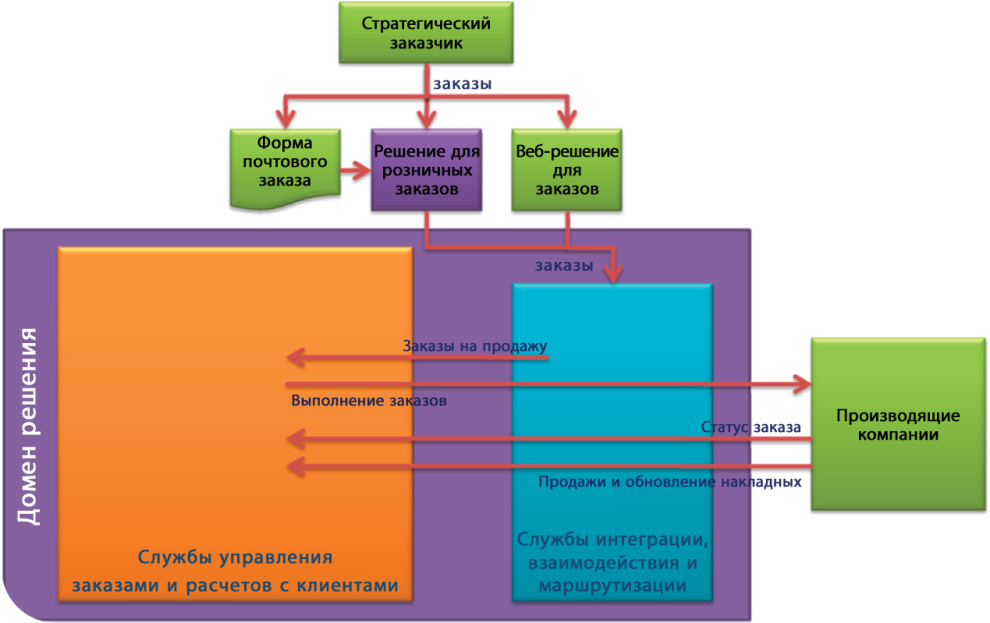 Стратегический
заказчик
заказы
Форма
почтового
заказа
Решение для
розничных
заказов
Веб-решение
для
заказов
заказы
Домен решения
Заказы на продажу
Выполнение заказов
Статус заказа
Продажи и обновление накладных
Производящие
компании
Службы управления
заказами и расчетов с клиентами
Службы интеграции,
взаимодействия и
маршрутизации